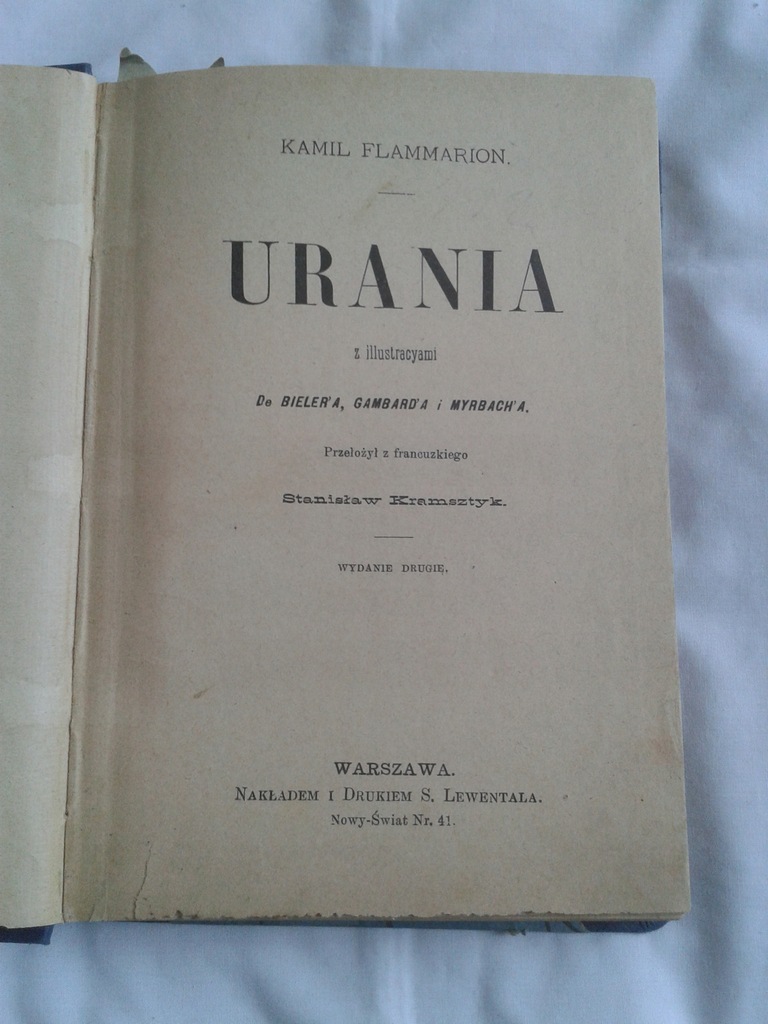 KAMIL FLAMMARION.
URANIA
z illustracyami
De BIELER'A, GAMBARD'A i MYRBACH'A.
Przełożył z francuzkiego
Stanisław Kramsztyk.
WYDANIE DRUGIE.
WARSZAWA.
NAKŁADEM I DRUKIEM S. LEWENTALA.
Nowy-Świat Nr. 41.